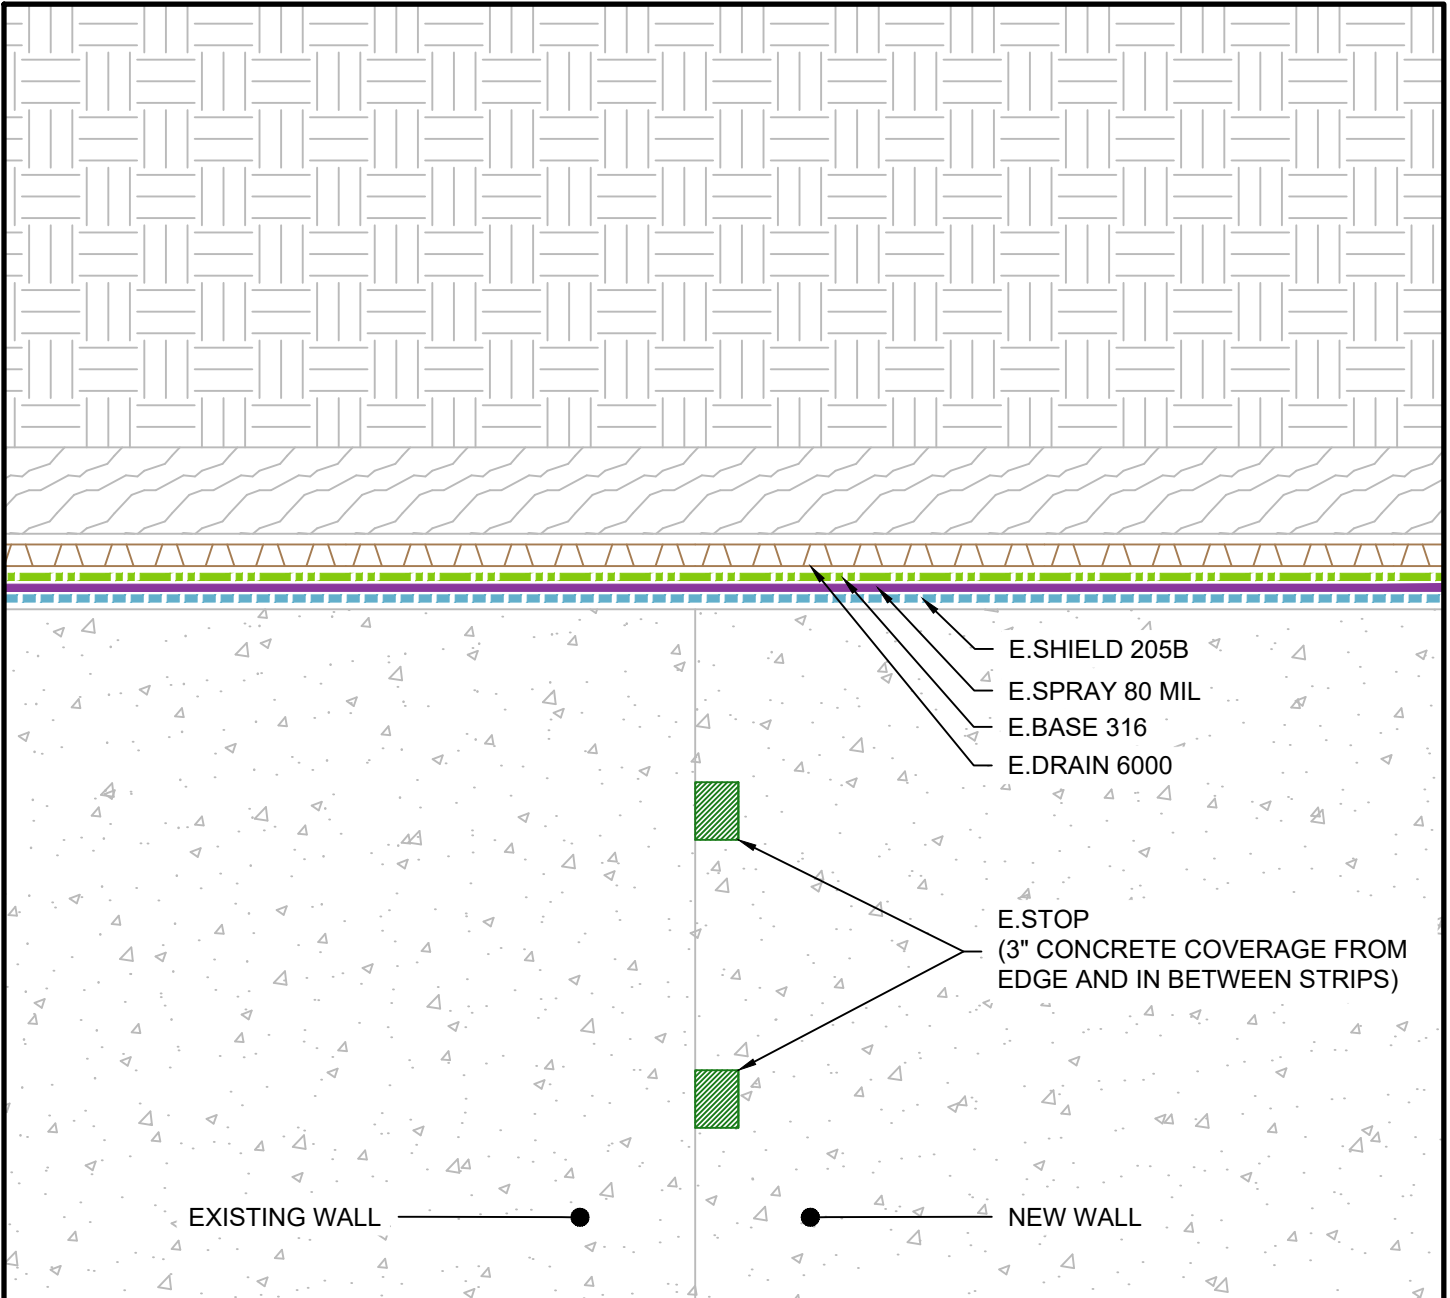 E.SHIELD 205B
E.SPRAY 80 MIL
E.BASE 316
E.DRAIN 6000
E.STOP
(3" CONCRETE COVERAGE FROM
EDGE AND IN BETWEEN STRIPS)
EXISTING WALL
NEW WALL